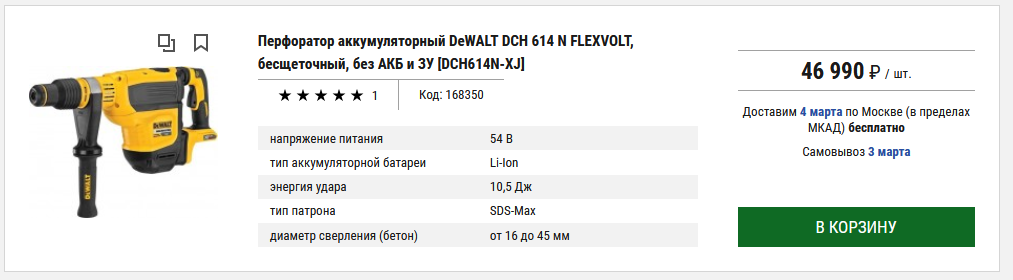 Перфоратор аккумуляторный DeWALT DCH 614 N FLEXVOLT,
бесщеточный, без АКБ и ЗУ [DCH614N-XJ]
★ ★ ★ ★ ★ 1
Код: 168350
напряжение питания 54 В
тип аккумуляторной батареи Li-Ion
энергия удара 10,5 Дж
тип патрона SDS-Max
диаметр сверления (бетон) от 16 до 45 мм
46 990 ₽ / шт.
Доставим 4 марта по Москве (в пределах
МКАД) бесплатно
Самовывоз 3 марта
В КОРЗИНУ
DEWALT